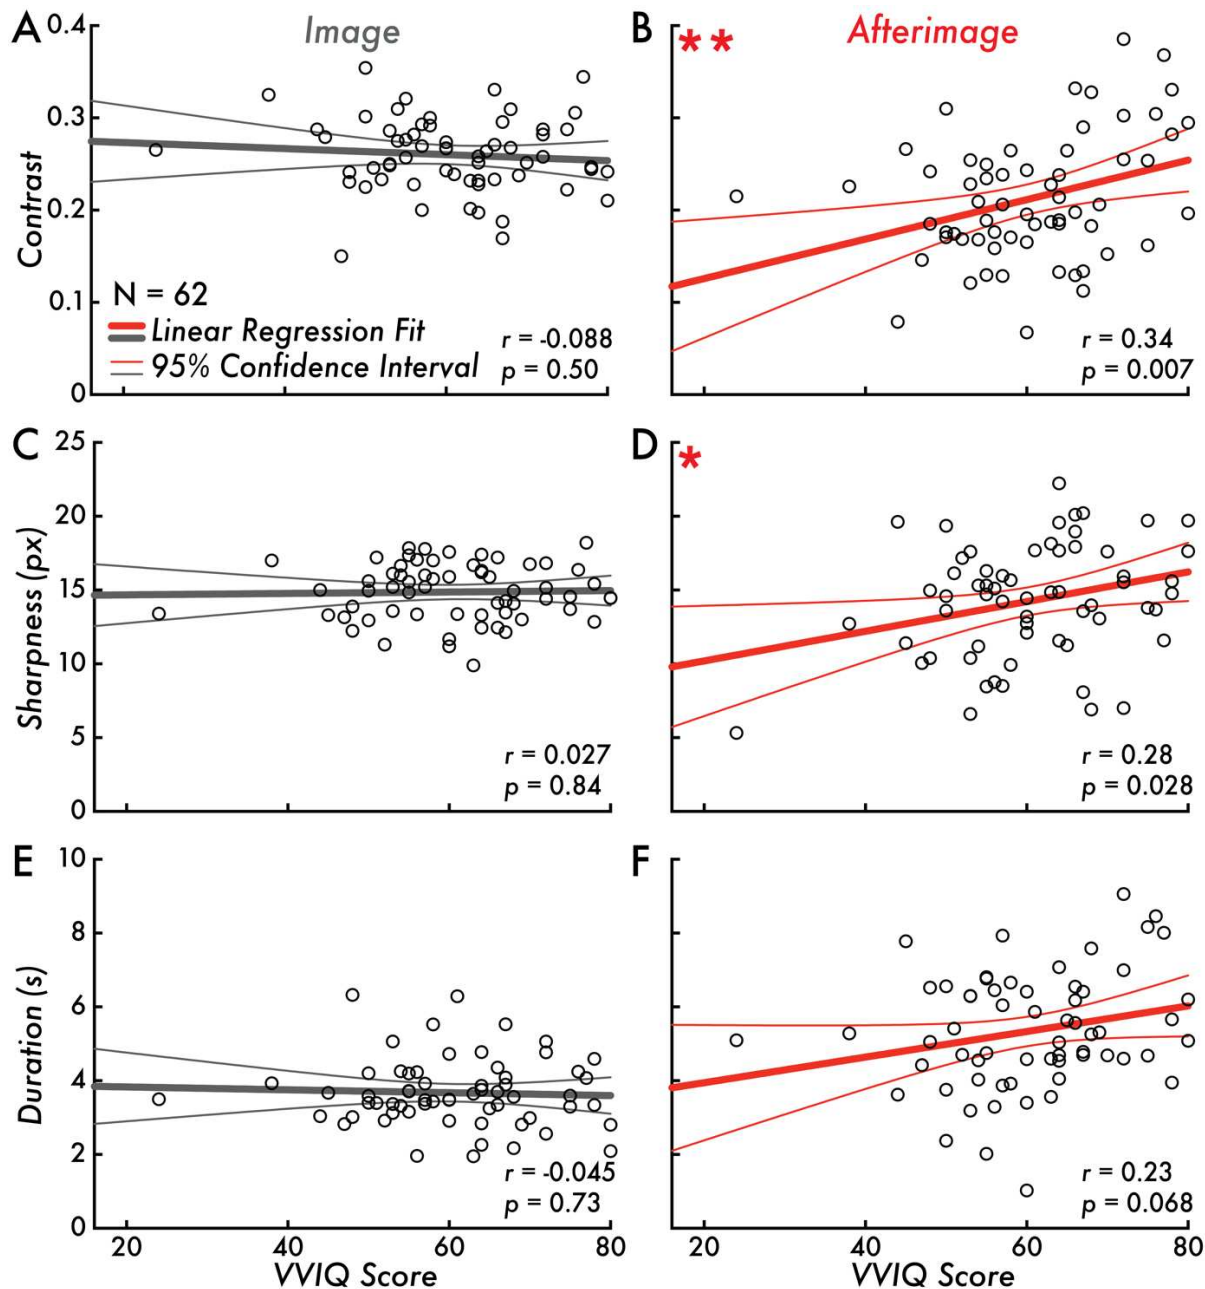 A
Image
B
**
Afterimage
0.4
0.3
0.2
0.1
0
Contrast
N = 62
Linear Regression Fit
95% Confidence Interval
r = -0.088
p = 0.50
r = 0.34
p = 0.007
C
D
*
25
20
15
10
5
0
Sharpness (px)
r = 0.027
p = 0.84
r = 0.28
p = 0.028
E
F
10
8
6
4
2
0
Duration (s)
r = -0.045
p = 0.73
r = 0.23
p = 0.068
20 40 60 80
20 40 60 80
VVIQ Score
VVIQ Score